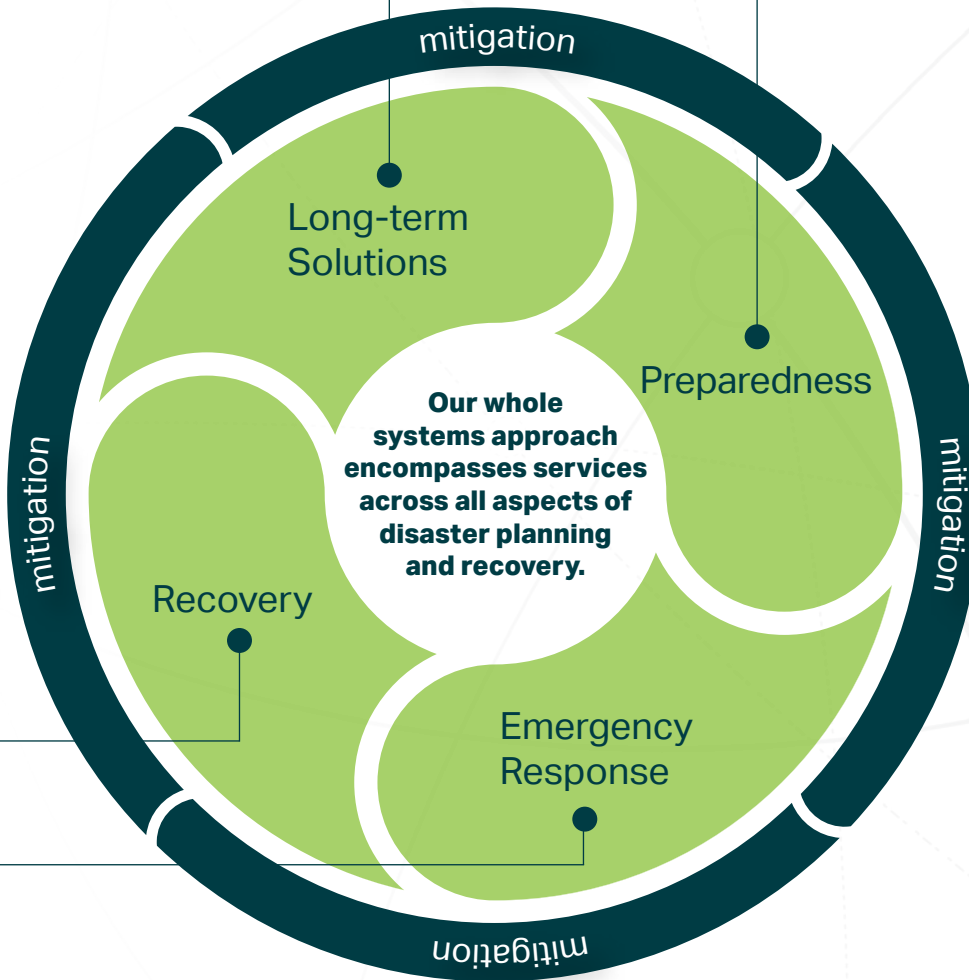 mitigation
Long-term
Solutions
Preparedness
Our whole
systems approach
encompasses services
across all aspects of
disaster planning
and recovery.
mitigation
mitigation
Recovery
Emergency
Response
mitigation